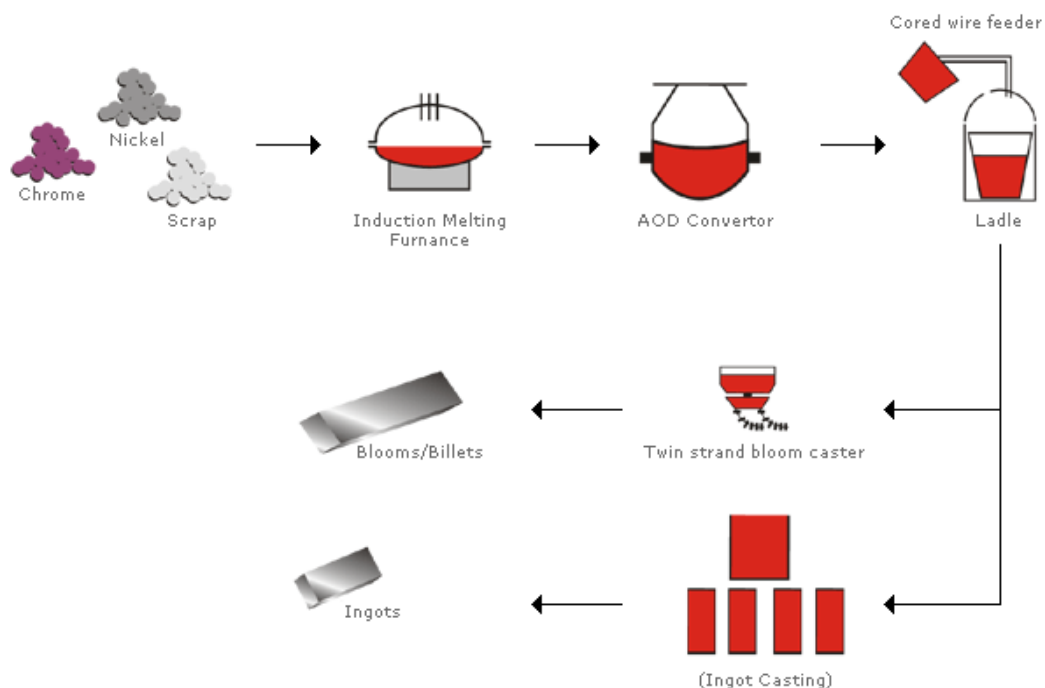 Cored wire feeder
Nickel
Chrome
Scrap
Induction Melting
Furnance
AOD Convertor
Ladle
Blooms/Billets
Twin strand bloom caster
Ingots
(Ingot Casting)